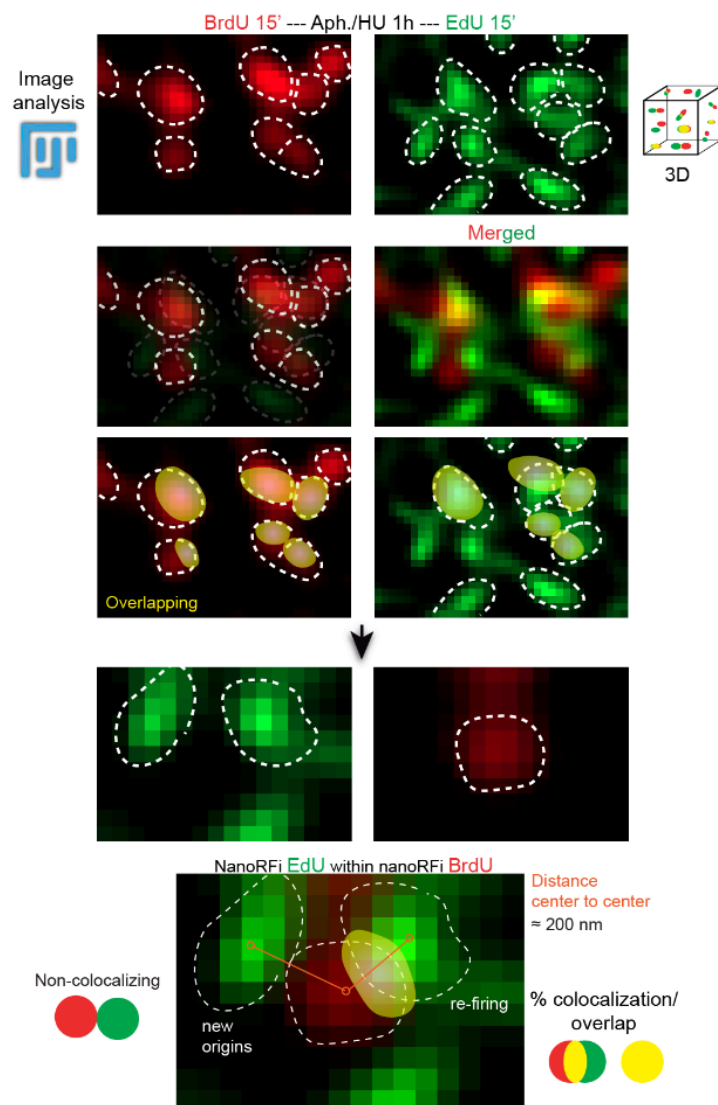 BrdU 15’ --- Aph./HU 1h --- EdU 15’
Image
analysis
3D
Merged
Overlapping
NanoRFi EdU within nanoRFi BrdU
Distance
center to center
≈ 200 nm
Non-colocalizing
new
origins
re-firing
% colocalization/
overlap